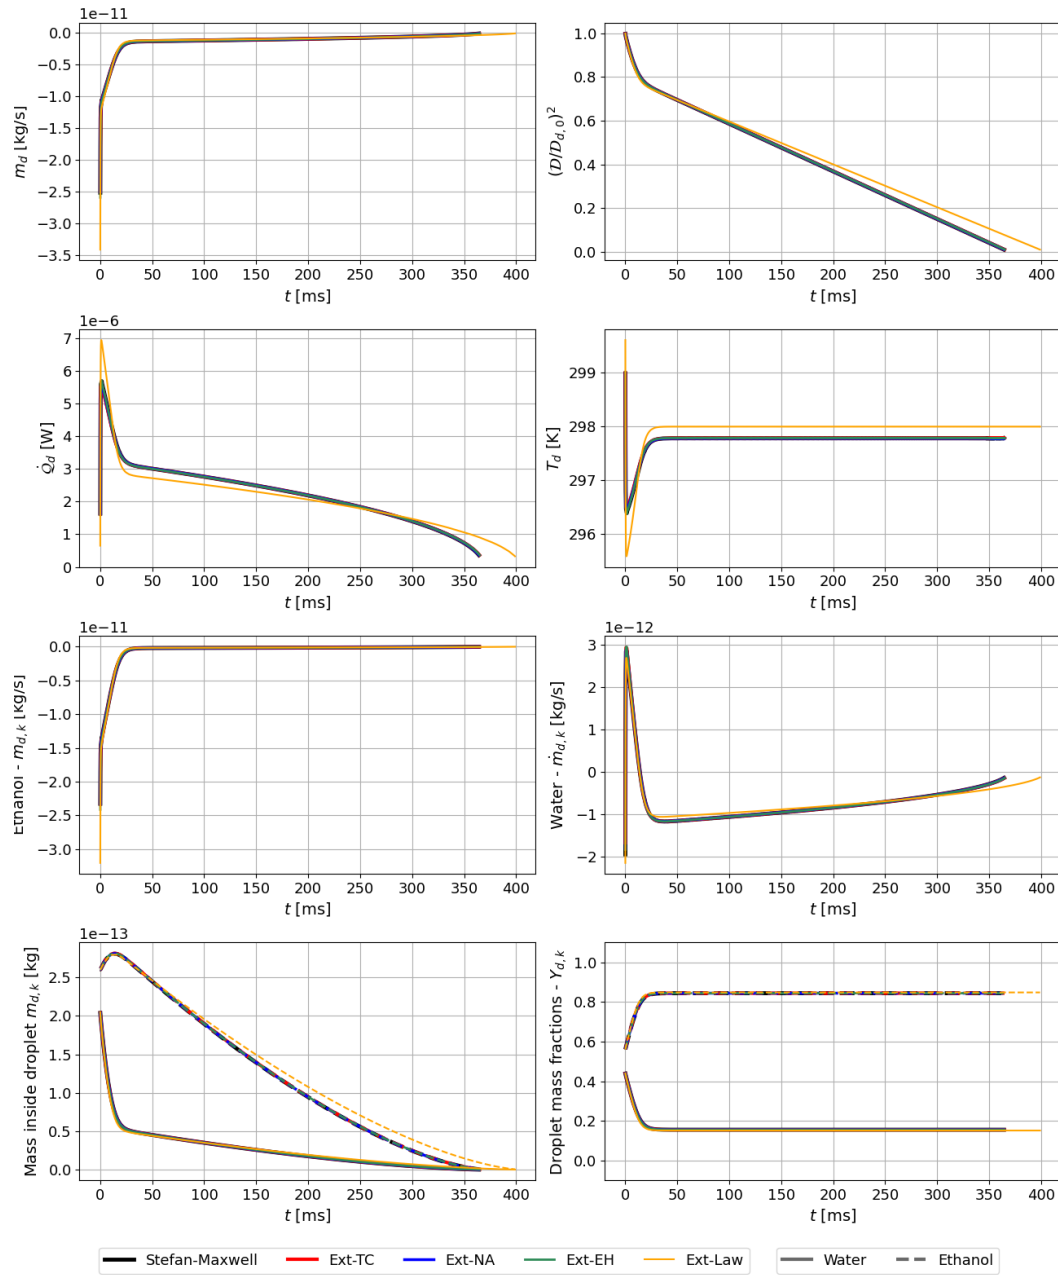 1e−11
0.0
−0.5
−1.0
−1.5
−2.0
−2.5
−3.0
−3.5
0 50 100 150 200 250 300 350 400
t [ms]
ṁ_d [kg/s]
1.0
0.8
0.6
0.4
0.2
0.0
0 50 100 150 200 250 300 350 400
t [ms]
(D/D_{d,0})²
1e−6
7
6
5
4
3
2
1
0
0 50 100 150 200 250 300 350 400
t [ms]
Q̇_d [W]
299
298
297
296
0 50 100 150 200 250 300 350 400
t [ms]
T_d [K]
1e−11
0.0
−0.5
−1.0
−1.5
−2.0
−2.5
−3.0
0 50 100 150 200 250 300 350 400
t [ms]
Ethanol - ṁ_{d,k} [kg/s]
1e−12
3
2
1
0
−1
−2
0 50 100 150 200 250 300 350 400
t [ms]
Water - ṁ_{d,k} [kg/s]
1e−13
2.5
2.0
1.5
1.0
0.5
0.0
0 50 100 150 200 250 300 350 400
t [ms]
Mass inside droplet m_{d,k} [kg]
1.0
0.8
0.6
0.4
0.2
0.0
0 50 100 150 200 250 300 350 400
t [ms]
Droplet mass fractions - Y_{d,k}
Stefan-Maxwell Ext-TC Ext-NA Ext-EH Ext-Law Water Ethanol